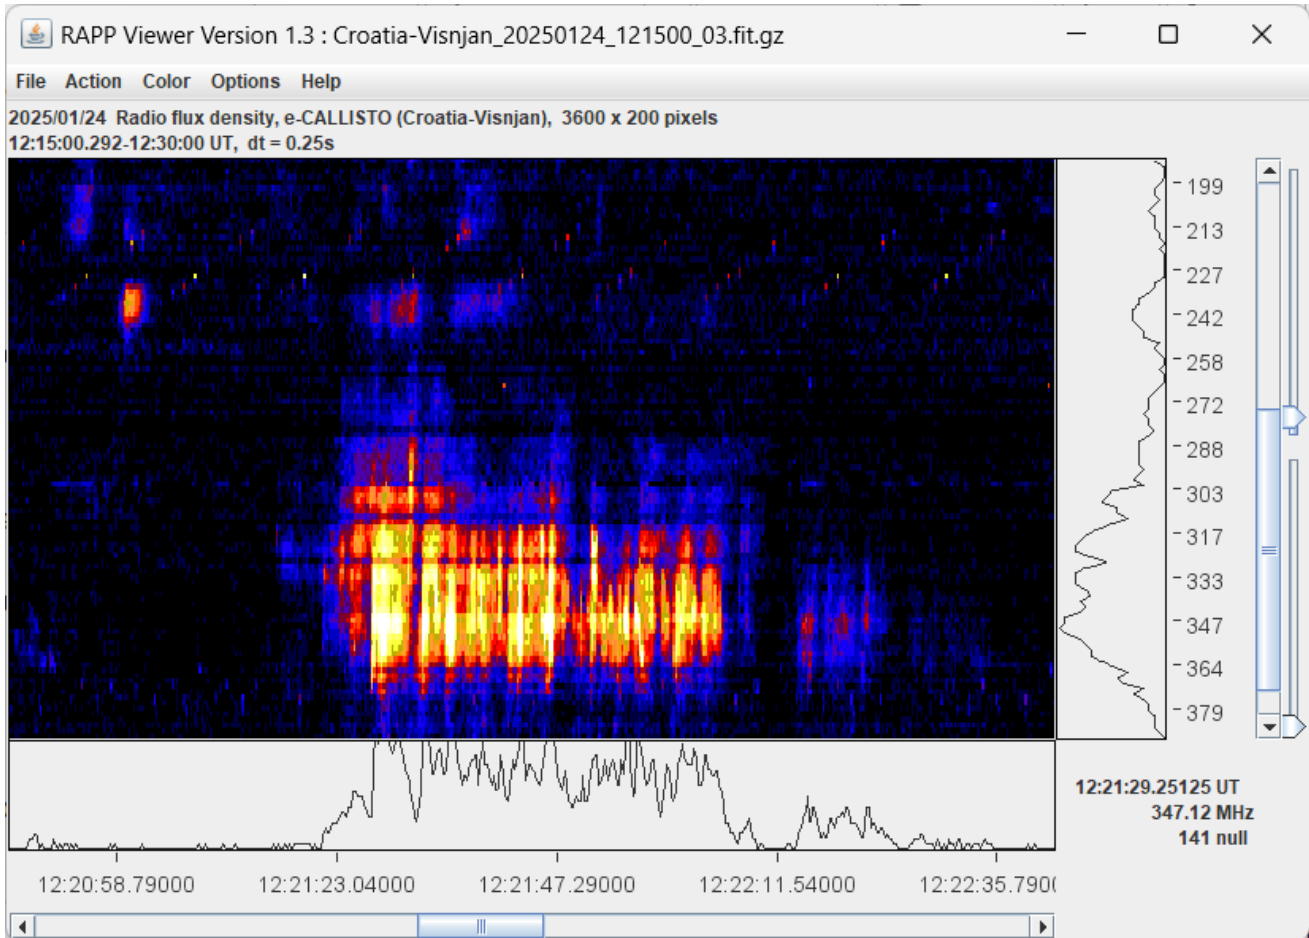 RAPP Viewer Version 1.3 : Croatia-Visnjan_20250124_121500_03.fit.gz
File Action Color Options Help
2025/01/24 Radio flux density, e-CALLISTO (Croatia-Visnjan), 3600 x 200 pixels
12:15:00.292-12:30:00 UT, dt = 0.25s
199
213
227
242
258
272
288
303
317
333
347
364
379
12:21:29.25125 UT
347.12 MHz
141 null
12:20:58.79000 12:21:23.04000 12:21:47.29000 12:22:11.54000 12:22:35.7900